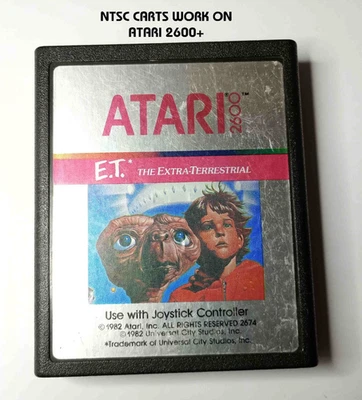 NTSC CARTS WORK ON
ATARI 2600+
ATARI® 2600™
E.T.* THE EXTRA-TERRESTRIAL
Use with Joystick Controller
©1982 Atari, Inc. ALL RIGHTS RESERVED 2674
©1982 Universal City Studios, Inc.
*Trademark of Universal City Studios, Inc.